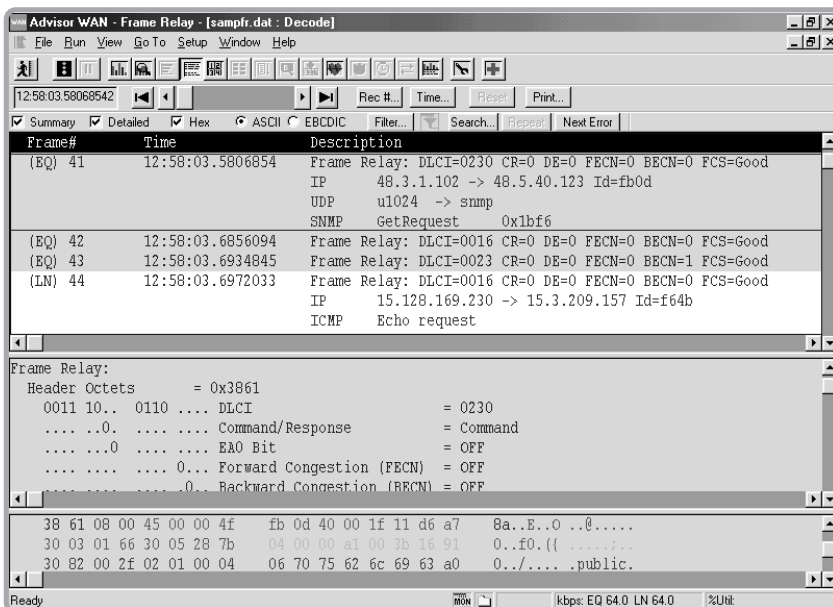 Advisor WAN - Frame Relay - [sampfr.dat : Decode]
File Run View Go To Setup Window Help
12:58:03.58068542 Rec #... Time... Reset Print...
Summary Detailed Hex ASCII EBCDIC Filter... Search... Repeat Next Error
Frame# Time Description
(EQ) 41 12:58:03.5806854 Frame Relay: DLCI=0230 CR=0 DE=0 FECN=0 BECN=0 FCS=Good
IP 48.3.1.102 -> 48.5.40.123 Id=fb0d
UDP u1024 -> snmp
SNMP GetRequest 0x1bf6
(EQ) 42 12:58:03.6856094 Frame Relay: DLCI=0016 CR=0 DE=0 FECN=0 BECN=0 FCS=Good
(EQ) 43 12:58:03.6934845 Frame Relay: DLCI=0023 CR=0 DE=0 FECN=0 BECN=1 FCS=Good
(LN) 44 12:58:03.6972033 Frame Relay: DLCI=0016 CR=0 DE=0 FECN=0 BECN=0 FCS=Good
IP 15.128.169.230 -> 15.3.209.157 Id=f64b
ICMP Echo request
Frame Relay:
Header Octets = 0x3861
0011 10.. 0110 .... DLCI = 0230
.... ..0. .... .... Command/Response = Command
.... ...0 .... .... EA0 Bit = OFF
.... .... .... 0... Forward Congestion (FECN) = OFF
.... .... .... .0.. Backward Congestion (BECN) = OFF
38 61 08 00 45 00 00 4f fb 0d 40 00 1f 11 d6 a7 8a..E..O ..@.....
30 03 01 66 30 05 28 7b 04 00 00 a1 00 3b 16 91 0..f0.({ .....;..
30 82 00 2f 02 01 00 04 06 70 75 62 6c 69 63 a0 0../.... .public.
Ready MON kbps: EQ 64.0 LN 64.0 %Util: